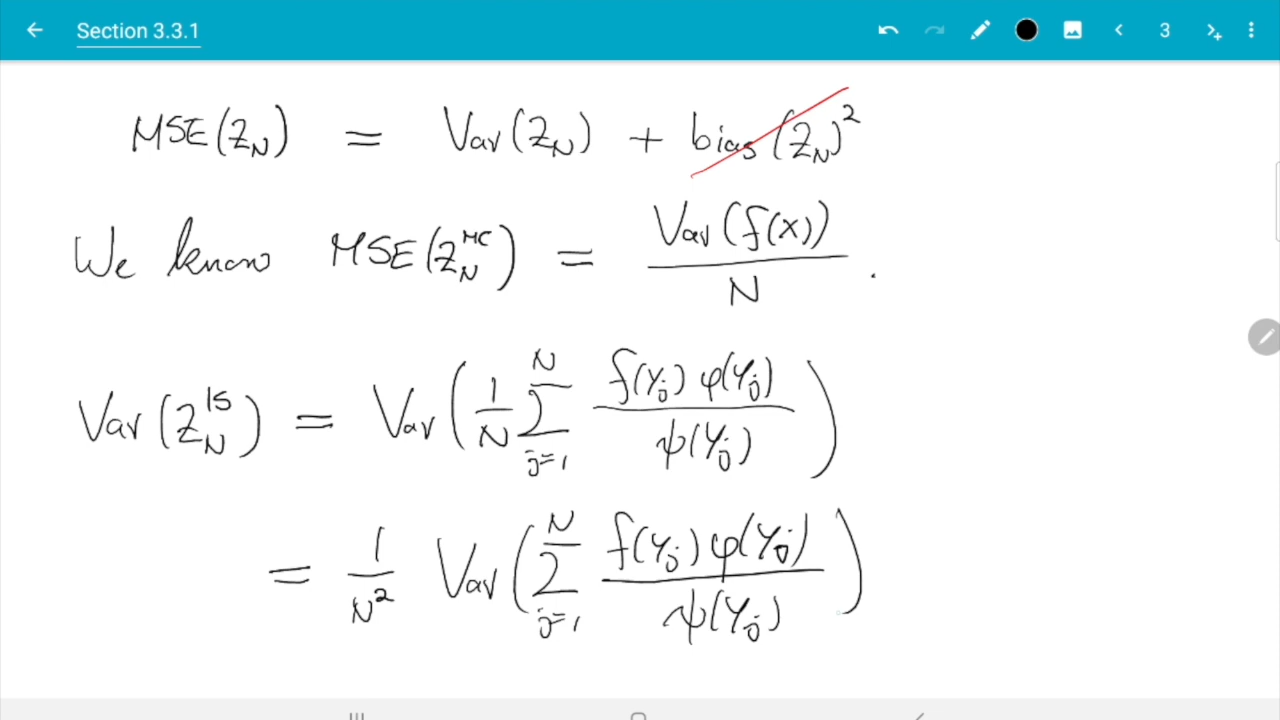 Section 3.3.1
3
MSE(Z_N) = Var(Z_N) + bias(Z_N)²
We know MSE(Z_N^MC) = Var(f(X)) / N .
Var(Z_N^IS) = Var( 1/N ∑_{j=1}^N f(Y_j) φ(Y_j) / ψ(Y_j) )
= 1/N² Var( ∑_{j=1}^N f(Y_j) φ(Y_j) / ψ(Y_j) )